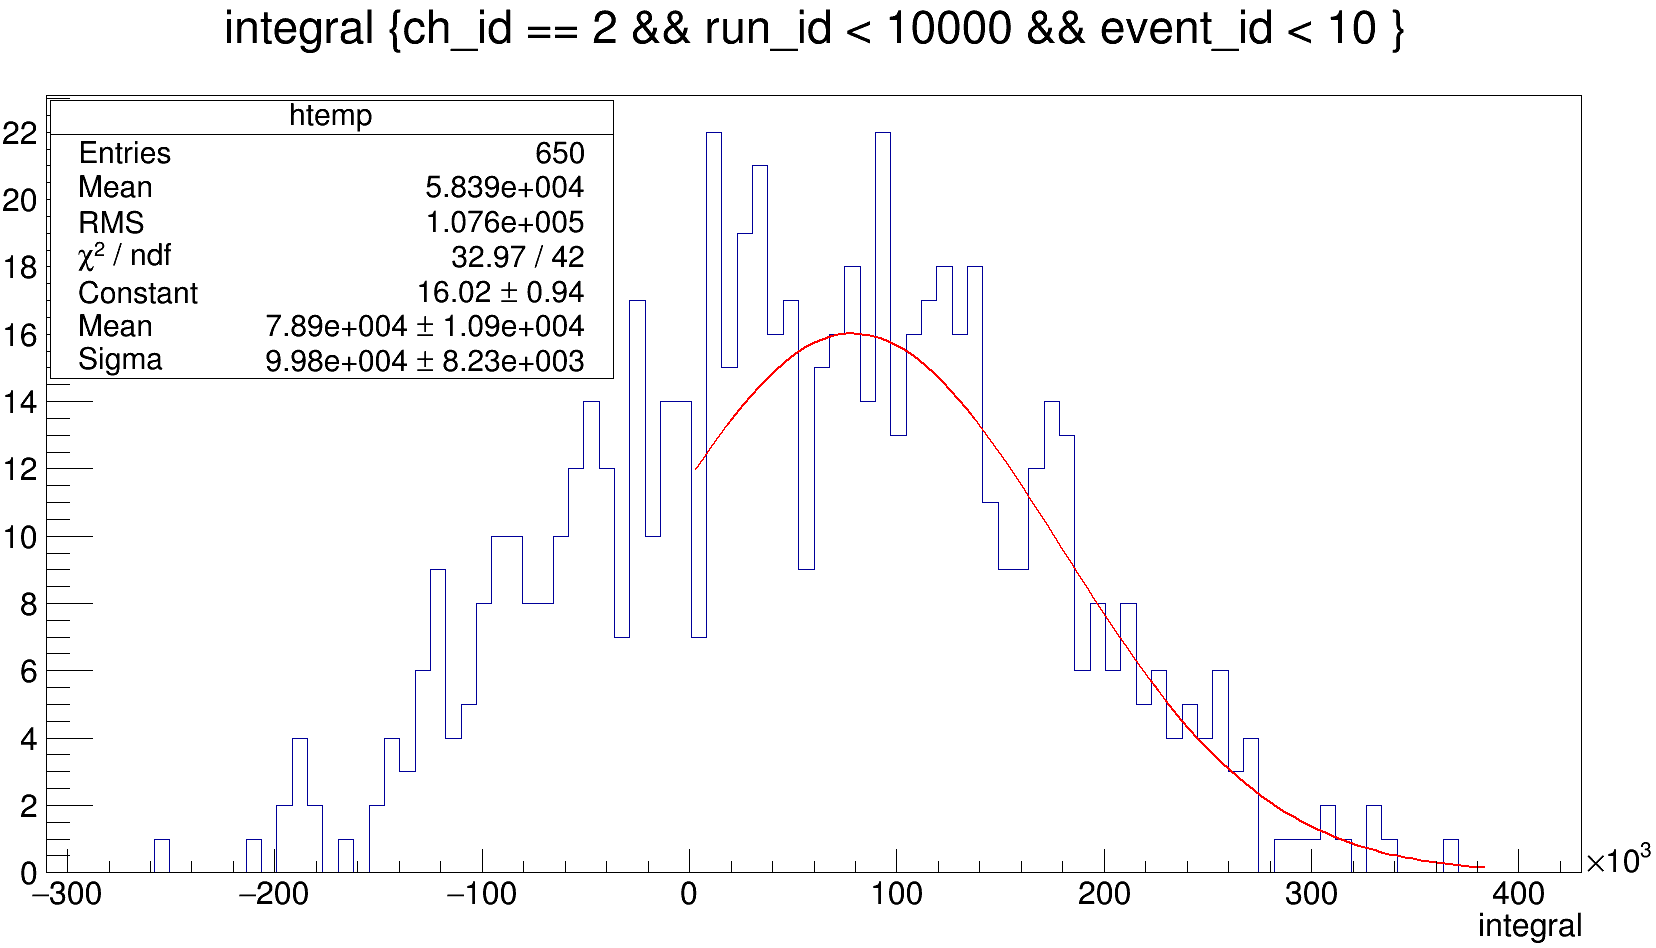 integral {ch_id == 2 && run_id < 10000 && event_id < 10 }
htemp
Entries 650
Mean 5.839e+004
RMS 1.076e+005
χ² / ndf 32.97 / 42
Constant 16.02 ± 0.94
Mean 7.89e+004 ± 1.09e+004
Sigma 9.98e+004 ± 8.23e+003
22
20
18
16
14
12
10
8
6
4
2
0
−300 −200 −100 0 100 200 300 400 ×10³
integral